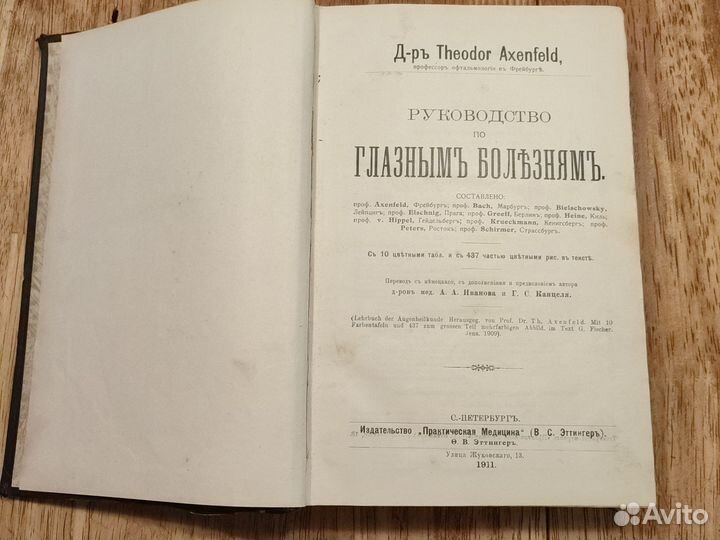 Д-ръ Theodor Axenfeld,
профессоръ офтальмологіи въ Фрейбургѣ.
РУКОВОДСТВО
ПО
ГЛАЗНЫМЪ БОЛѢЗНЯМЪ.
СОСТАВЛЕНО:
проф. Axenfeld, Фрейбургъ; проф. Bach, Марбургъ; проф. Bielschowsky,
Лейпцигъ; проф. Elschnig, Прага; проф. Greeff, Берлинъ; проф. Heine, Киль;
проф. v. Hippel, Гейдельбергъ; проф. Krueckmann, Кенигсбергъ; проф.
Peters, Ростокъ; проф. Schirmer, Страссбургъ.
Съ 10 цвѣтными табл. и съ 437 частью цвѣтными рис. въ текстѣ.
Переводъ съ нѣмецкаго, съ дополненіями и предисловіемъ автора
д-ровъ мед. А. А. Иванова и Г. С. Канцеля.
(Lehrbuch der Augenheilkunde Herausgeg. von Prof. Dr. Th. Axenfeld. Mit 10
Farbentafeln und 437 zum grossen Teil mehrfarbigen Abbild. im Text G. Fischer.
Jena. 1909).
С.-ПЕТЕРБУРГЪ.
Издательство „Практическая Медицина" (В. С. Эттингеръ).
Ѳ. В. Эттингеръ.
Улица Жуковскаго, 13.
1911.
Avito